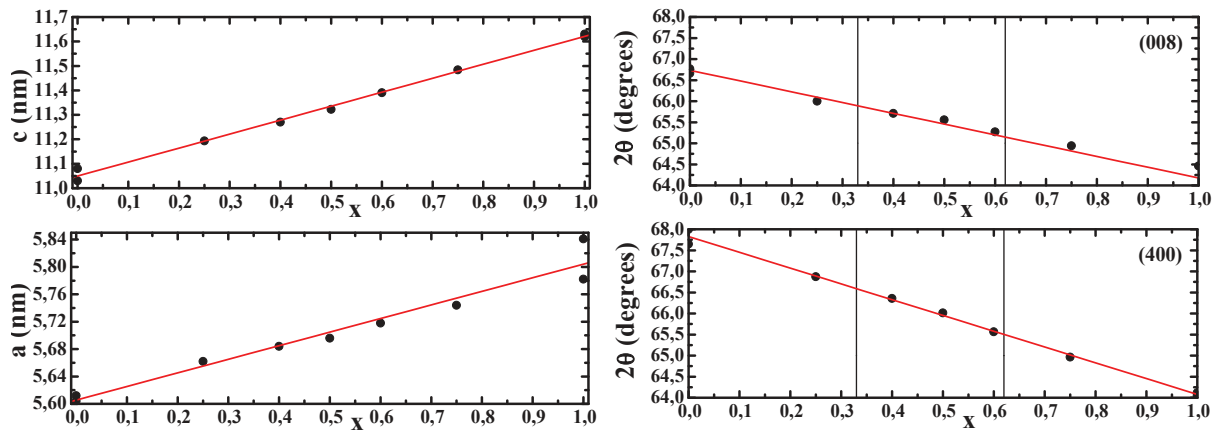 c (nm)
11,7
11,6
11,5
11,4
11,3
11,2
11,1
11,0
0,0 0,1 0,2 0,3 0,4 0,5 0,6 0,7 0,8 0,9 1,0
x
2θ (degrees)
68,0
67,5
67,0
66,5
66,0
65,5
65,0
64,5
64,0
(008)
0,0 0,1 0,2 0,3 0,4 0,5 0,6 0,7 0,8 0,9 1,0
x
a (nm)
5,84
5,80
5,76
5,72
5,68
5,64
5,60
0,0 0,1 0,2 0,3 0,4 0,5 0,6 0,7 0,8 0,9 1,0
x
2θ (degrees)
68,0
67,5
67,0
66,5
66,0
65,5
65,0
64,5
64,0
(400)
0,0 0,1 0,2 0,3 0,4 0,5 0,6 0,7 0,8 0,9 1,0
x